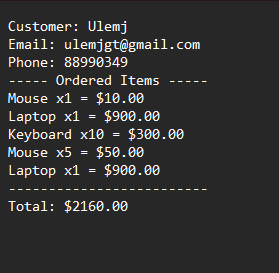 Customer: Ulemj
Email: ulemjgt@gmail.com
Phone: 88990349
----- Ordered Items -----
Mouse x1 = $10.00
Laptop x1 = $900.00
Keyboard x10 = $300.00
Mouse x5 = $50.00
Laptop x1 = $900.00
-------------------------
Total: $2160.00